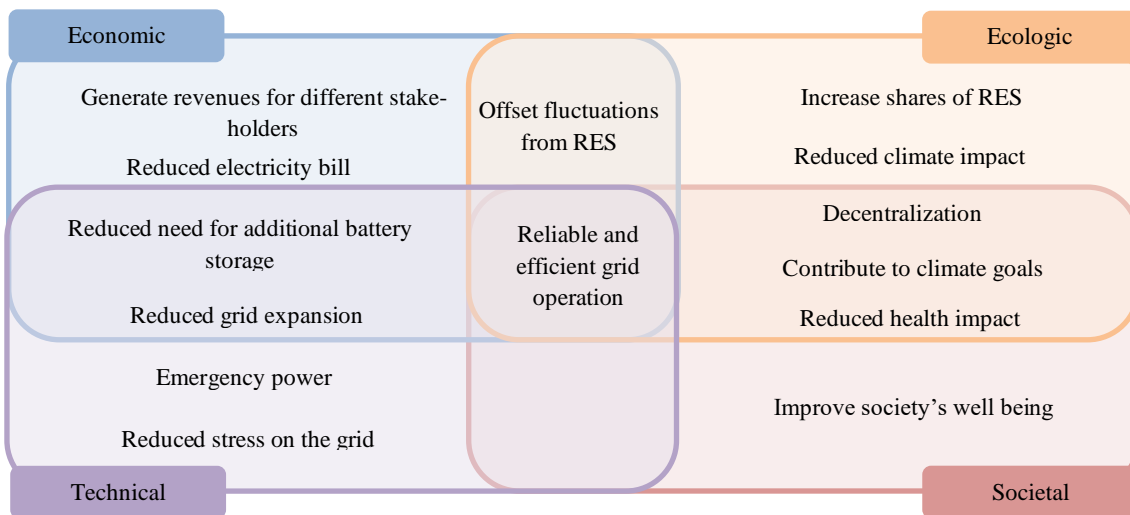 Economic
Ecologic
Generate revenues for different stake-
holders
Reduced electricity bill
Offset fluctuations
from RES
Increase shares of RES
Reduced climate impact
Reduced need for additional battery
storage
Reduced grid expansion
Reliable and
efficient grid
operation
Decentralization
Contribute to climate goals
Reduced health impact
Emergency power
Reduced stress on the grid
Improve society’s well being
Technical
Societal